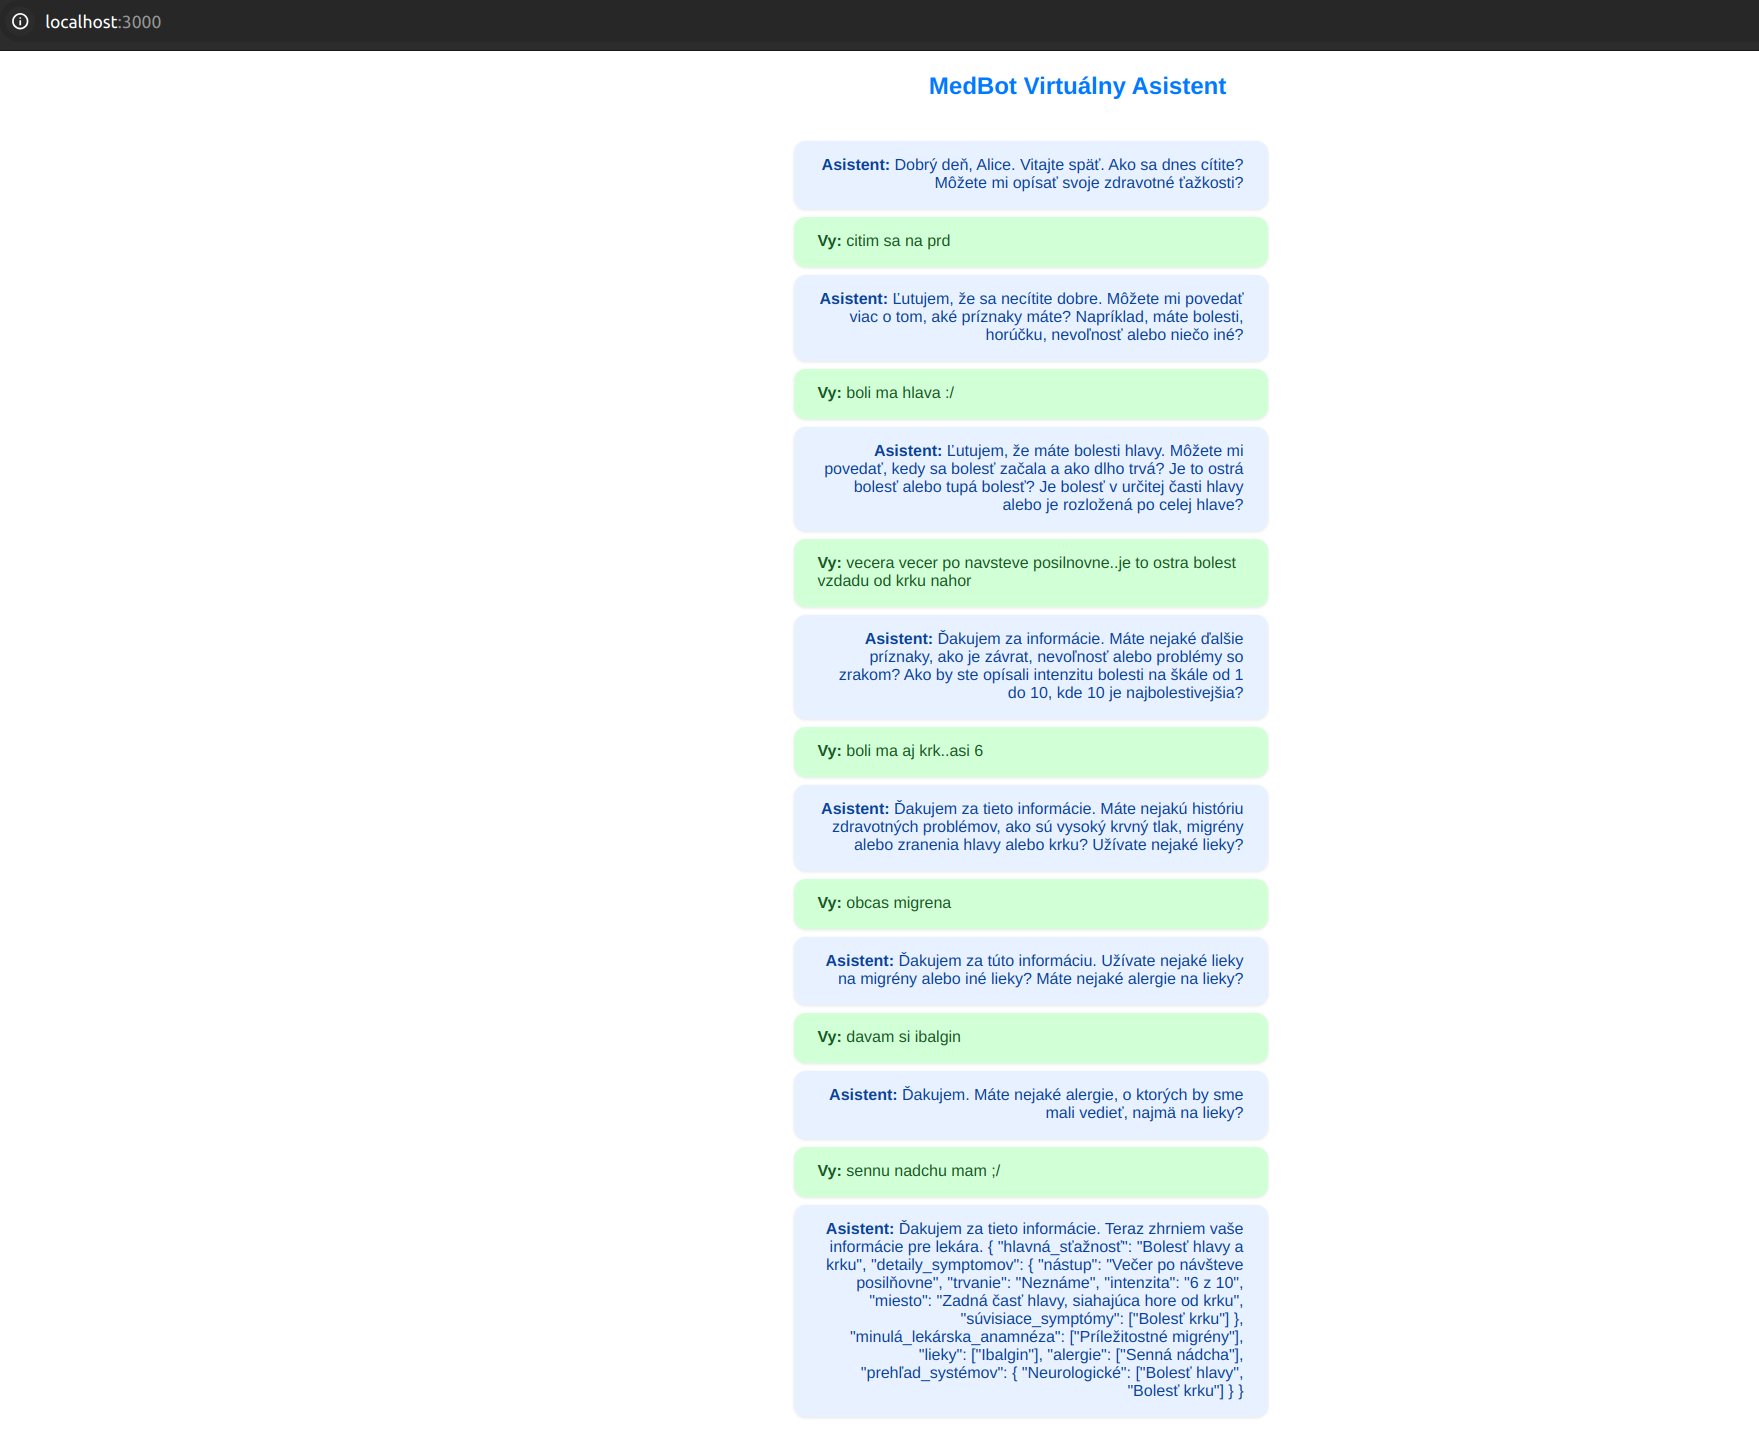 localhost:3000
MedBot Virtuálny Asistent
Asistent: Dobrý deň, Alice. Vitajte späť. Ako sa dnes cítite?
Môžete mi opísať svoje zdravotné ťažkosti?
Vy: citim sa na prd
Asistent: Ľutujem, že sa necítite dobre. Môžete mi povedať
viac o tom, aké príznaky máte? Napríklad, máte bolesti,
horúčku, nevoľnosť alebo niečo iné?
Vy: boli ma hlava :/
Asistent: Ľutujem, že máte bolesti hlavy. Môžete mi
povedať, kedy sa bolesť začala a ako dlho trvá? Je to ostrá
bolesť alebo tupá bolesť? Je bolesť v určitej časti hlavy
alebo je rozložená po celej hlave?
Vy: vecera vecer po navsteve posilnovne..je to ostra bolest
vzdadu od krku nahor
Asistent: Ďakujem za informácie. Máte nejaké ďalšie
príznaky, ako je závrat, nevoľnosť alebo problémy so
zrakom? Ako by ste opísali intenzitu bolesti na škále od 1
do 10, kde 10 je najbolestivejšia?
Vy: boli ma aj krk..asi 6
Asistent: Ďakujem za tieto informácie. Máte nejakú históriu
zdravotných problémov, ako sú vysoký krvný tlak, migrény
alebo zranenia hlavy alebo krku? Užívate nejaké lieky?
Vy: obcas migrena
Asistent: Ďakujem za túto informáciu. Užívate nejaké lieky
na migrény alebo iné lieky? Máte nejaké alergie na lieky?
Vy: davam si ibalgin
Asistent: Ďakujem. Máte nejaké alergie, o ktorých by sme
mali vedieť, najmä na lieky?
Vy: sennu nadchu mam ;/
Asistent: Ďakujem za tieto informácie. Teraz zhrniem vaše
informácie pre lekára. { "hlavná_sťažnosť": "Bolesť hlavy a
krku", "detaily_symptomov": { "nástup": "Večer po návšteve
posilňovne", "trvanie": "Neznáme", "intenzita": "6 z 10",
"miesto": "Zadná časť hlavy, siahajúca hore od krku",
"súvisiace_symptómy": ["Bolesť krku"] },
"minulá_lekárska_anamnéza": ["Príležitostné migrény"],
"lieky": ["Ibalgin"], "alergie": ["Senná nádcha"],
"prehľad_systémov": { "Neurologické": ["Bolesť hlavy",
"Bolesť krku"] } }